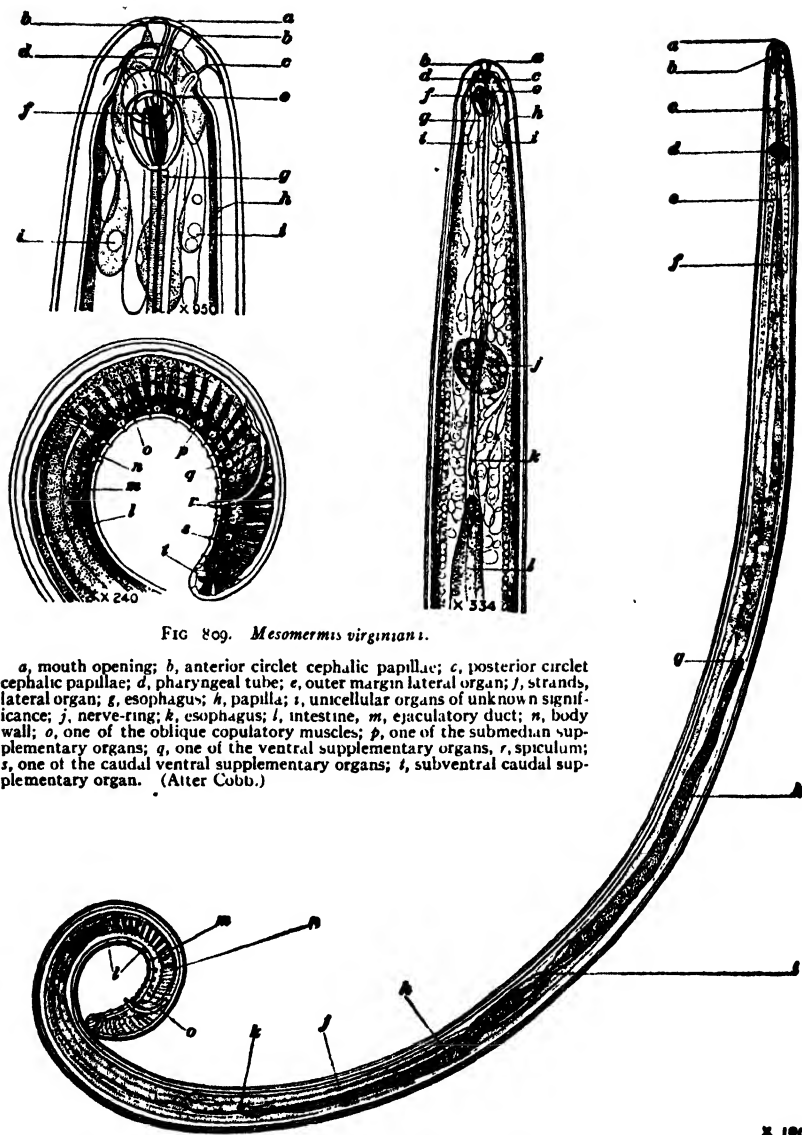 b
a
b
d
c
e
f
g
h
i
i
X 950
b
a
d
c
f
e
g
h
i
i
j
k
l
X 334
a
b
c
d
e
f
g
h
i
o
p
n
q
m
r
l
s
t
X 240
FIG 809. Mesomermis virginiana.
a, mouth opening; b, anterior circlet cephalic papillae; c, posterior circlet
cephalic papillae; d, pharyngeal tube; e, outer margin lateral organ; f, strands,
lateral organ; g, esophagus; h, papilla; i, unicellular organs of unknown signif-
icance; j, nerve-ring; k, esophagus; l, intestine, m, ejaculatory duct; n, body
wall; o, one of the oblique copulatory muscles; p, one of the submedian sup-
plementary organs; q, one of the ventral supplementary organs, r, spiculum;
s, one of the caudal ventral supplementary organs; t, subventral caudal sup-
plementary organ. (After Cobb.)
m
n
l
o
k
j
h